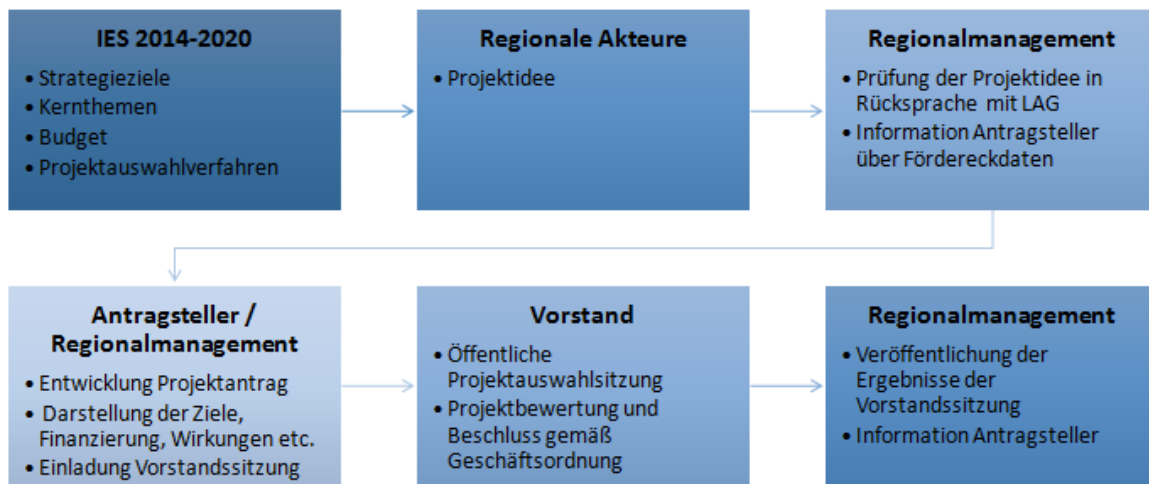 IES 2014-2020
• Strategieziele
• Kernthemen
• Budget
• Projektauswahlverfahren
Regionale Akteure
• Projektidee
Regionalmanagement
• Prüfung der Projektidee in
Rücksprache mit LAG
• Information Antragsteller
über Fördereckdaten
Antragsteller /
Regionalmanagement
• Entwicklung Projektantrag
• Darstellung der Ziele,
Finanzierung, Wirkungen etc.
• Einladung Vorstandssitzung
Vorstand
• Öffentliche
Projektauswahlsitzung
• Projektbewertung und
Beschluss gemäß
Geschäftsordnung
Regionalmanagement
• Veröffentlichung der
Ergebnisse der
Vorstandssitzung
• Information Antragsteller